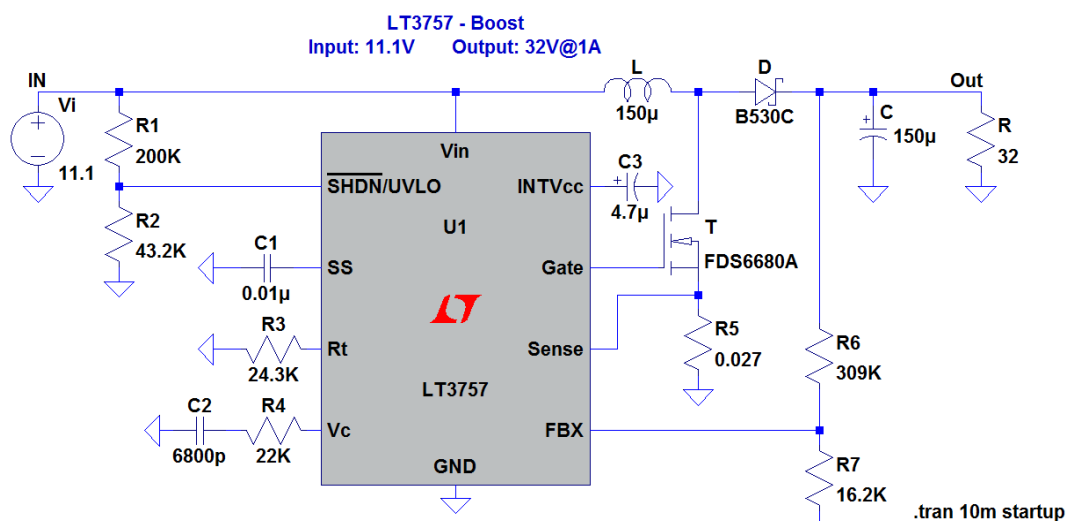 LT3757 - Boost
Input: 11.1V Output: 32V@1A
IN
Vi
11.1
R1
200K
R2
43.2K
L
150µ
D
B530C
Out
C
150µ
R
32
Vin
SHDN/UVLO
INTVcc
C3
4.7µ
U1
T
FDS6680A
C1
0.01µ
SS
Gate
R3
24.3K
Rt
Sense
R5
0.027
R6
309K
LT3757
C2
6800p
R4
22K
Vc
FBX
GND
R7
16.2K
.tran 10m startup